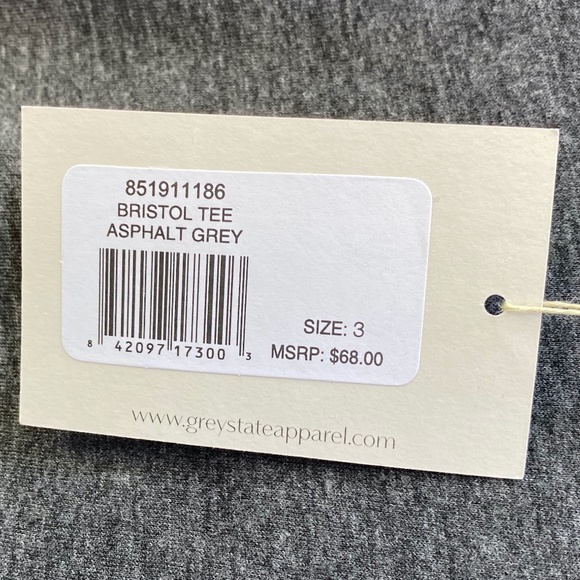 851911186
BRISTOL TEE
ASPHALT GREY
8 42097 17300 3
SIZE: 3
MSRP: $68.00
www.greystateapparel.com